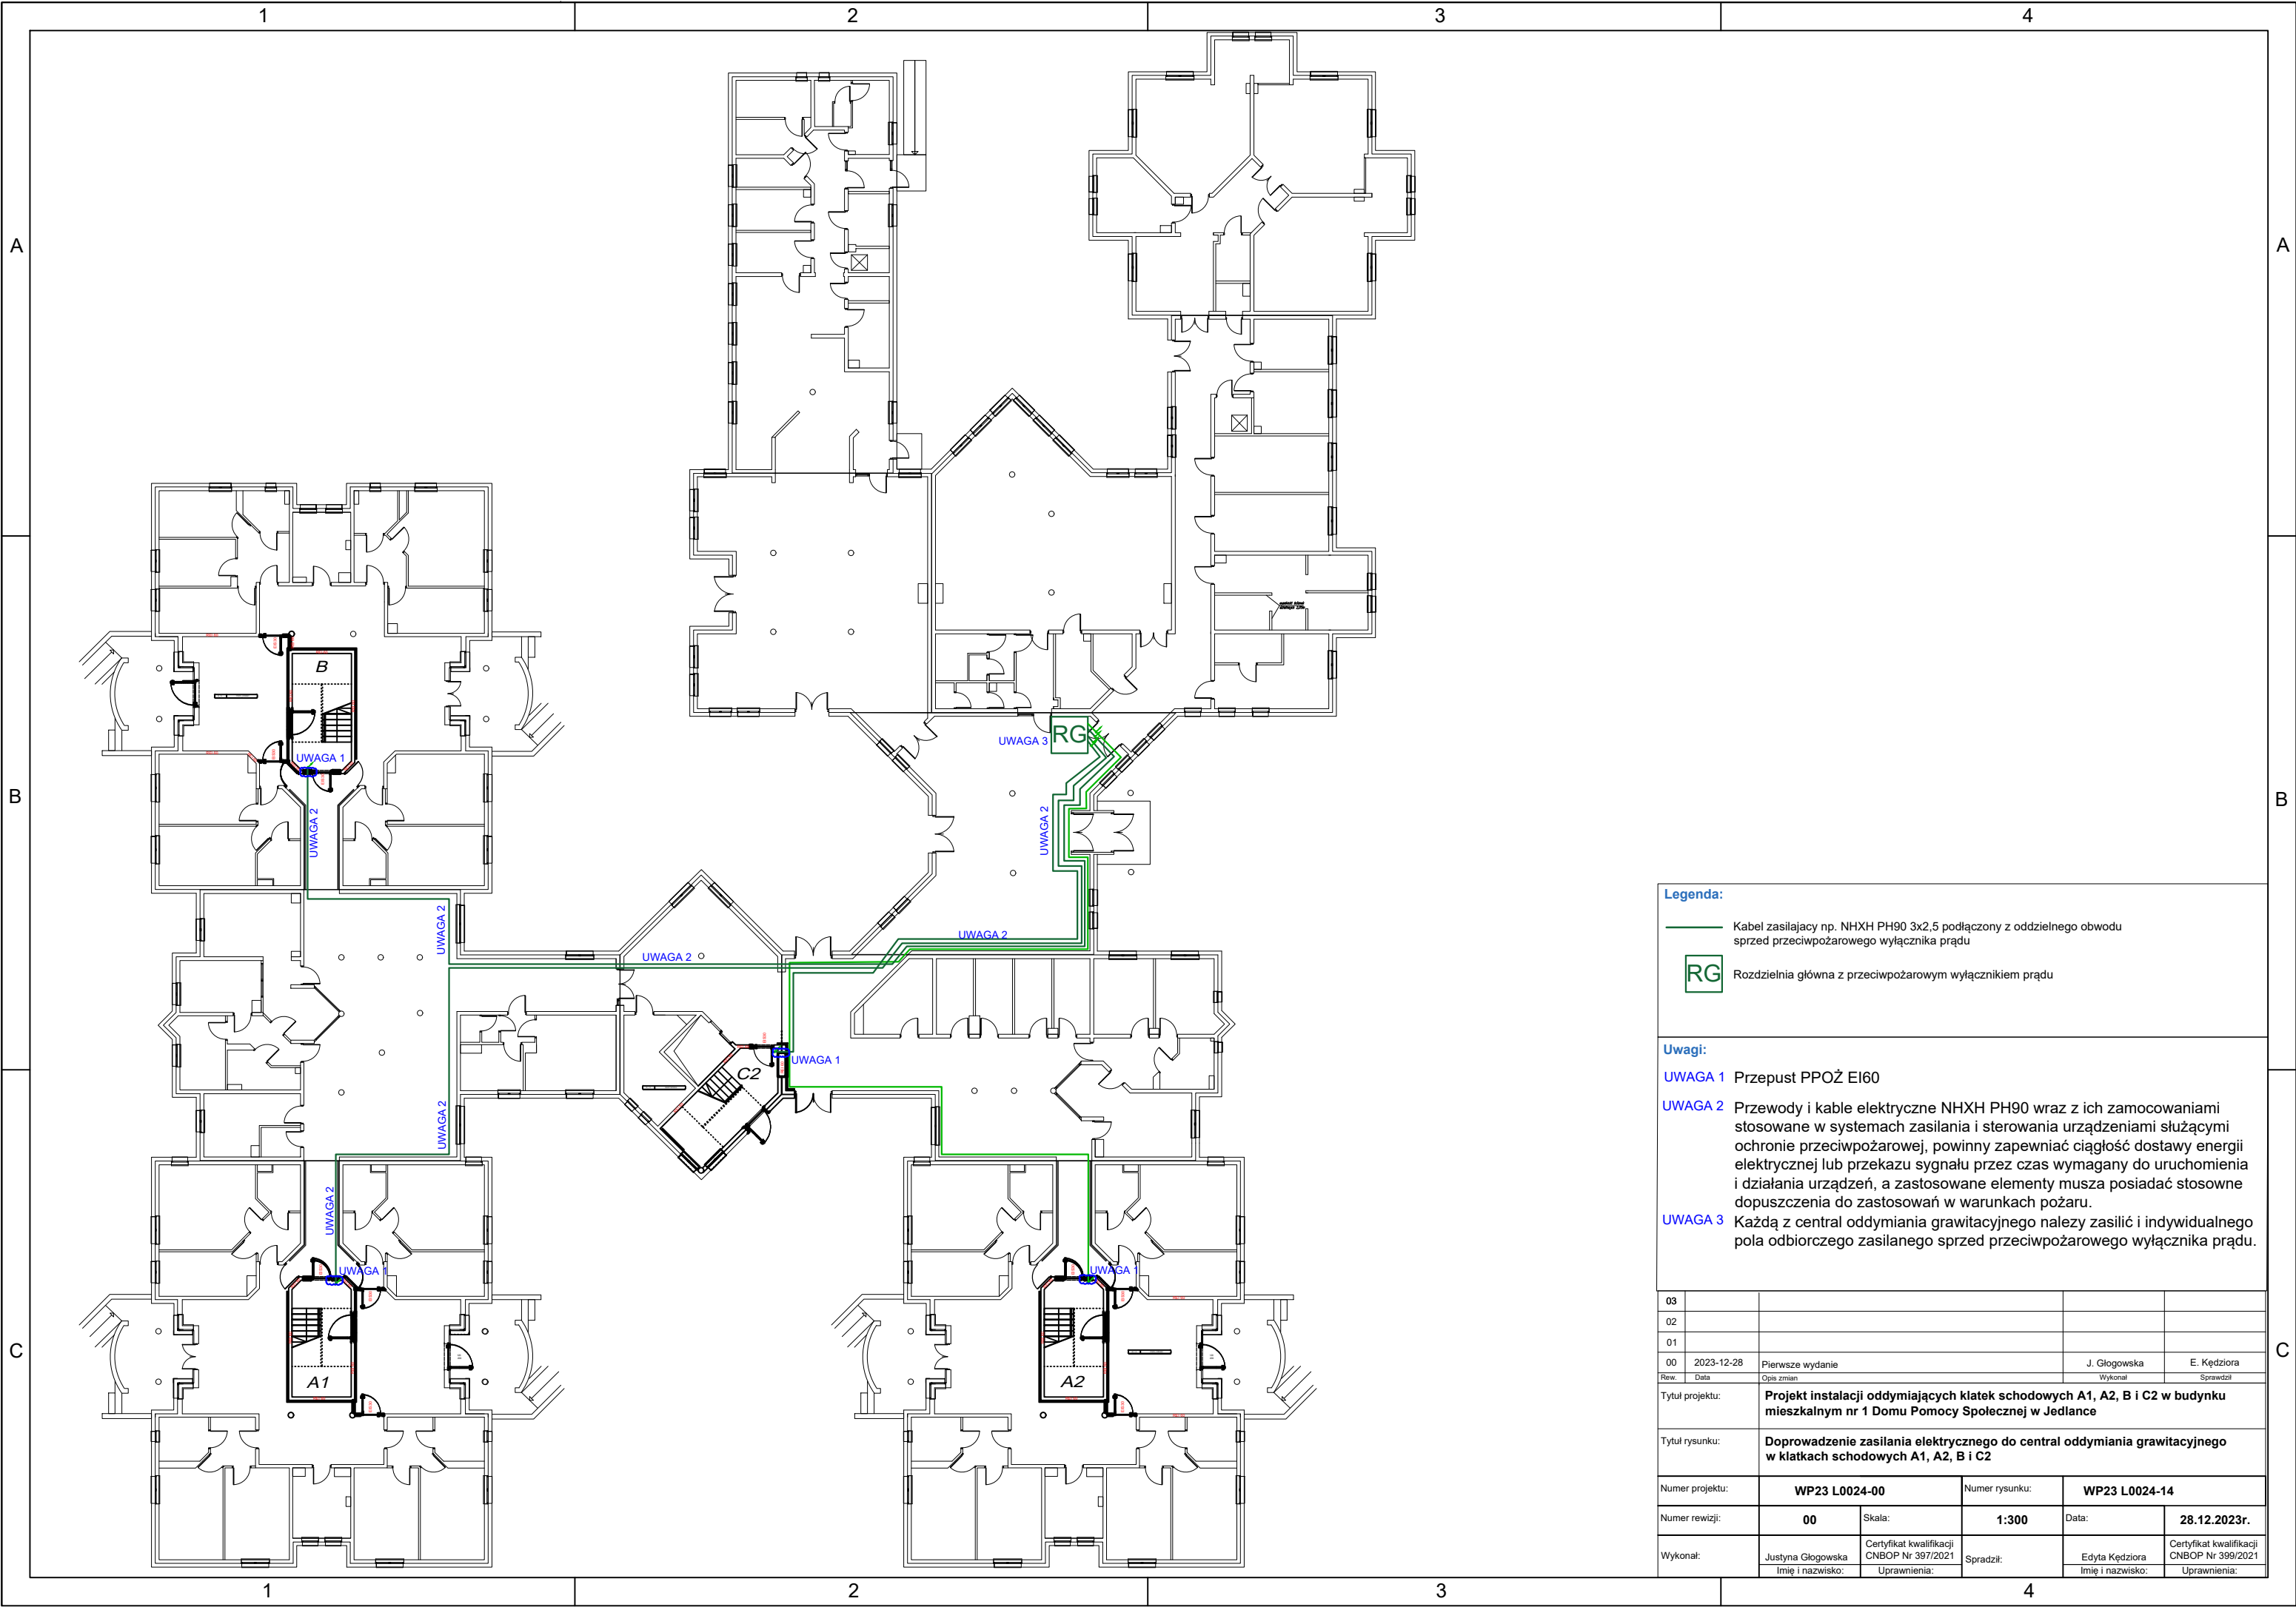 1
2
3
4
A
A
B
UWAGA 1
RG
UWAGA 3
B
B
UWAGA 2
UWAGA 2
UWAGA 2
UWAGA 2
UWAGA 2
UWAGA 1
C2
UWAGA 2
UWAGA 2
UWAGA 1
UWAGA 1
A1
A2
C
C
Legenda:
Kabel zasilajacy np. NHXH PH90 3x2,5 podłączony z oddzielnego obwodu
sprzed przeciwpożarowego wyłącznika prądu
RG Rozdzielnia główna z przeciwpożarowym wyłącznikiem prądu
Uwagi:
UWAGA 1 Przepust PPOŻ EI60
UWAGA 2 Przewody i kable elektryczne NHXH PH90 wraz z ich zamocowaniami
stosowane w systemach zasilania i sterowania urządzeniami służącymi
ochronie przeciwpożarowej, powinny zapewniać ciągłość dostawy energii
elektrycznej lub przekazu sygnału przez czas wymagany do uruchomienia
i działania urządzeń, a zastosowane elementy musza posiadać stosowne
dopuszczenia do zastosowań w warunkach pożaru.
UWAGA 3 Każdą z central oddymiania grawitacyjnego nalezy zasilić i indywidualnego
pola odbiorczego zasilanego sprzed przeciwpożarowego wyłącznika prądu.
03
02
01
00 2023-12-28 Pierwsze wydanie J. Głogowska E. Kędziora
Rew. Data Opis zmian Wykonał Sprawdził
Tytuł projektu: Projekt instalacji oddymiających klatek schodowych A1, A2, B i C2 w budynku
mieszkalnym nr 1 Domu Pomocy Społecznej w Jedlance
Tytuł rysunku: Doprowadzenie zasilania elektrycznego do central oddymiania grawitacyjnego
w klatkach schodowych A1, A2, B i C2
Numer projektu: WP23 L0024-00 Numer rysunku: WP23 L0024-14
Numer rewizji: 00 Skala: 1:300 Data: 28.12.2023r.
Wykonał: Justyna Głogowska Certyfikat kwalifikacji
CNBOP Nr 397/2021 Spradził: Edyta Kędziora Certyfikat kwalifikacji
CNBOP Nr 399/2021
Imię i nazwisko: Uprawnienia: Imię i nazwisko: Uprawnienia:
1
2
3
4